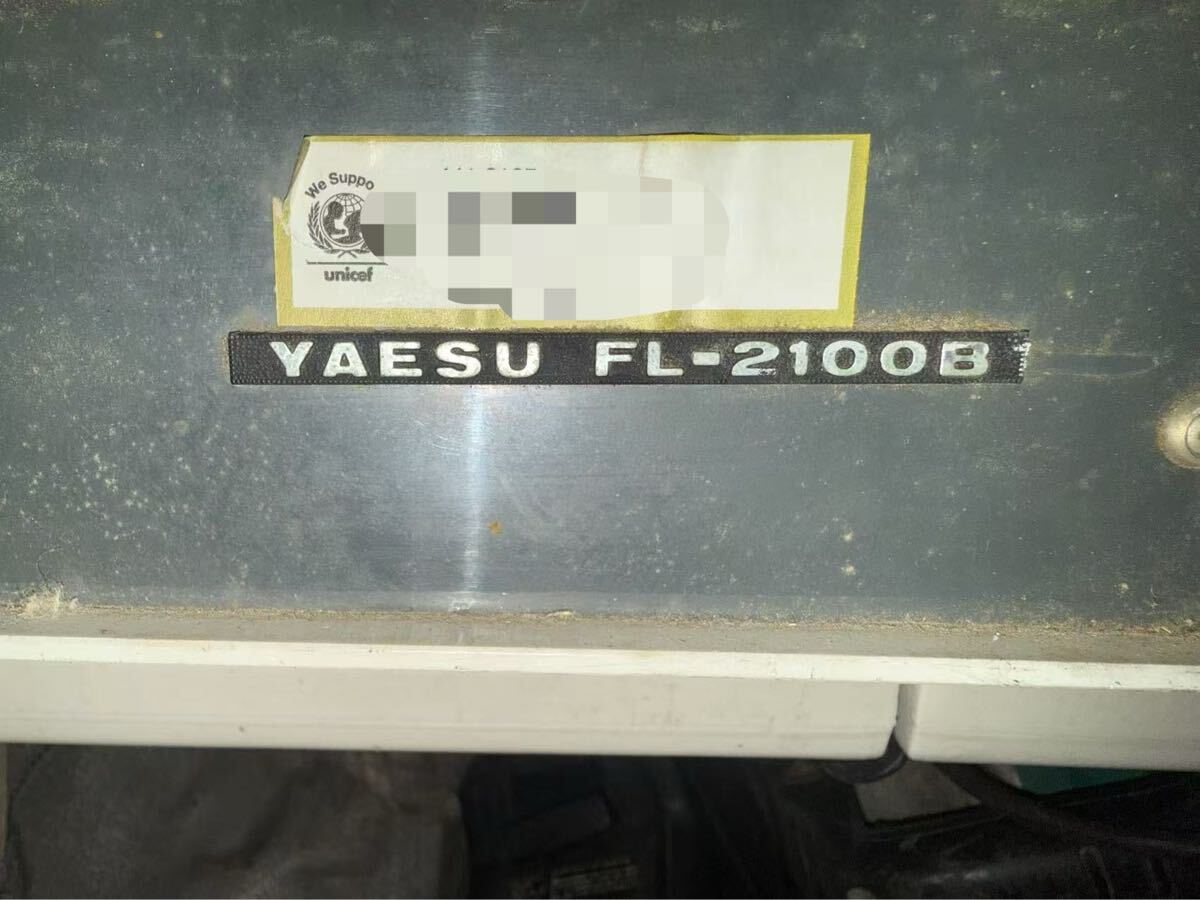 We Suppo
unicef
YAESU FL-2100B